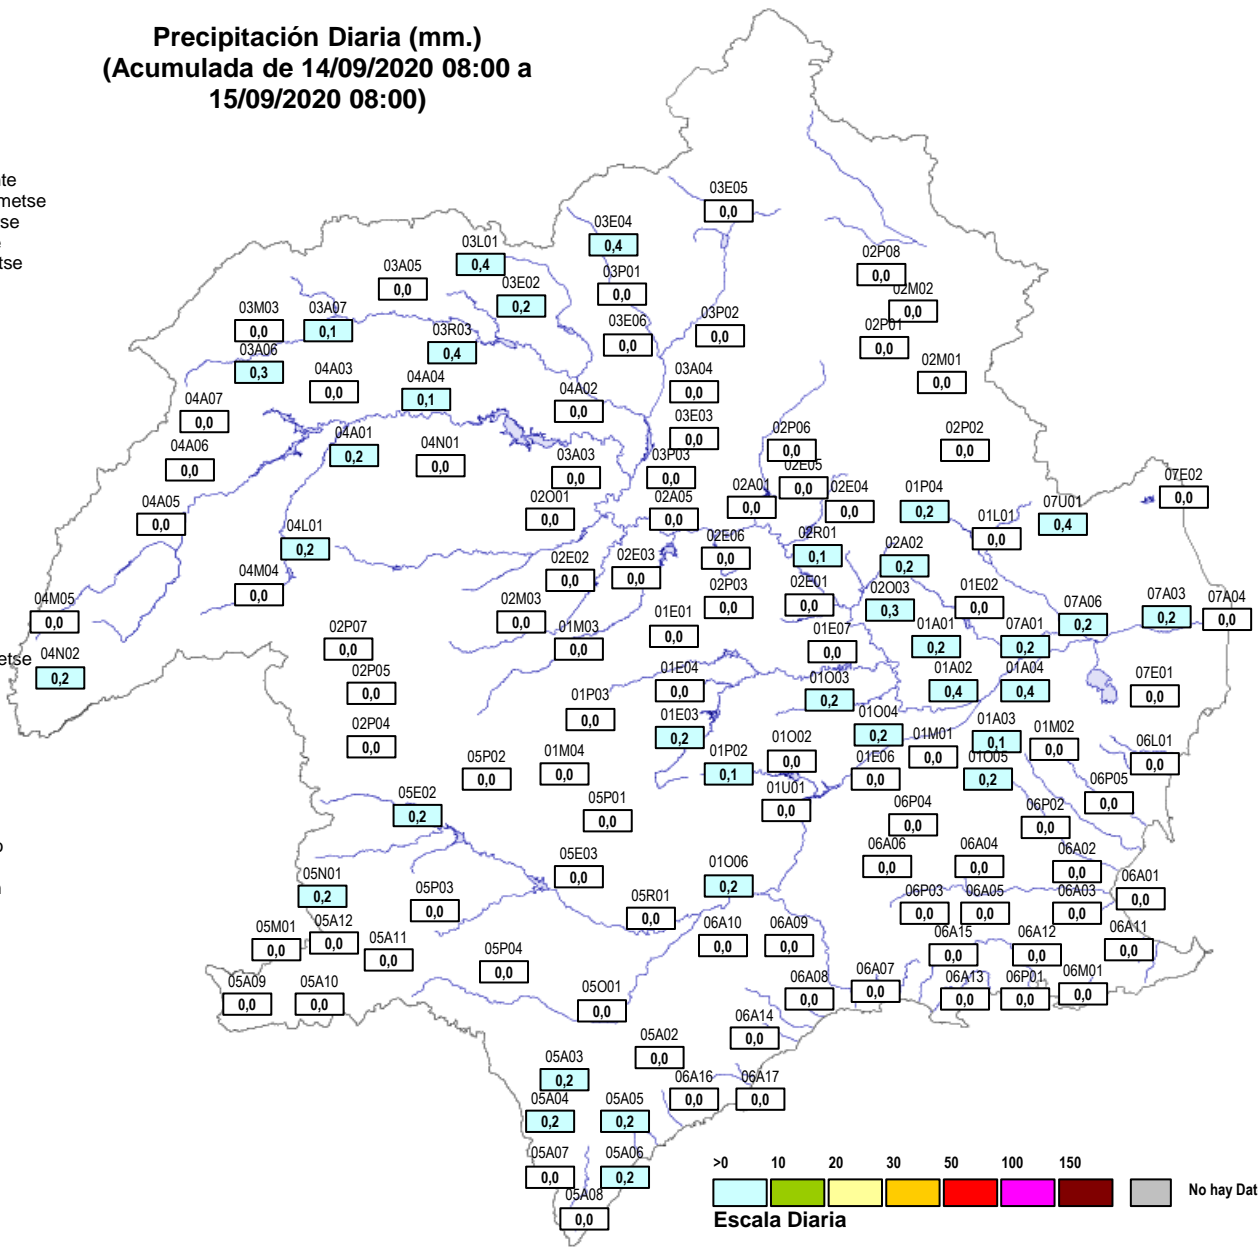 Precipitación Diaria (mm.)
(Acumulada de 14/09/2020 08:00 a
15/09/2020 08:00)
nte
metse
se
e
tse
etse
o
n
03E05
0,0
03E04
0,4
03L01
0,4
03A05
0,0
03E02
0,2
03P01
0,0
02P08
0,0
02M02
0,0
03M03
0,0
03A07
0,1
03R03
0,4
03E06
0,0
03P02
0,0
02P01
0,0
03A06
0,3
04A03
0,0
04A04
0,1
04A02
0,0
03A04
0,0
02M01
0,0
04A07
0,0
03E03
0,0
04A06
0,0
04A01
0,2
04N01
0,0
03A03
0,0
03P03
0,0
02P06
0,0
02P02
0,0
02E05
0,0
04A05
0,0
02O01
0,0
02A05
0,0
02A01
0,0
02E04
0,0
01P04
0,2
01L01
0,0
07U01
0,4
07E02
0,0
04L01
0,2
02E06
0,0
02R01
0,1
02A02
0,2
04M04
0,0
02E02
0,0
02E03
0,0
02P03
0,0
02E01
0,0
02O03
0,3
01E02
0,0
04M05
0,0
02M03
0,0
01E01
0,0
07A06
0,2
07A03
0,2
07A04
0,0
04N02
0,2
02P07
0,0
01M03
0,0
01E07
0,0
01A01
0,2
07A01
0,2
02P05
0,0
01E04
0,0
01O03
0,2
01A02
0,4
01A04
0,4
07E01
0,0
02P04
0,0
01P03
0,0
01E03
0,2
01O04
0,2
01M01
0,0
01A03
0,1
01M02
0,0
06L01
0,0
05P02
0,0
01M04
0,0
01P02
0,1
01O02
0,0
01E06
0,0
01O05
0,2
06P05
0,0
05E02
0,2
05P01
0,0
01U01
0,0
06P04
0,0
06P02
0,0
05E03
0,0
06A06
0,0
06A04
0,0
06A02
0,0
05N01
0,2
05P03
0,0
05R01
0,0
01O06
0,2
06P03
0,0
06A05
0,0
06A03
0,0
06A01
0,0
05M01
0,0
05A12
0,0
05A11
0,0
05P04
0,0
06A10
0,0
06A09
0,0
06A15
0,0
06A12
0,0
06A11
0,0
05A09
0,0
05A10
0,0
05O01
0,0
06A08
0,0
06A07
0,0
06A13
0,0
06P01
0,0
06M01
0,0
05A02
0,0
06A14
0,0
05A03
0,2
06A16
0,0
06A17
0,0
05A04
0,2
05A05
0,2
05A07
0,0
05A06
0,2
05A08
0,0
>0 10 20 30 50 100 150
No hay Dat
Escala Diaria